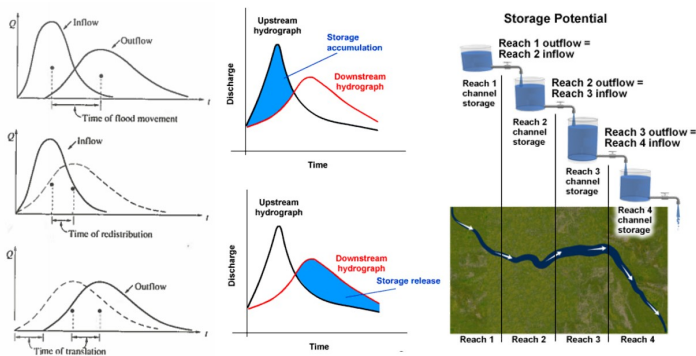 Q
Inflow
Outflow
t
Time of flood movement
Q
Inflow
t
Time of redistribution
Q
Outflow
t
Time of translation
Upstream
hydrograph
Storage
accumulation
Downstream
hydrograph
Discharge
Time
Upstream
hydrograph
Downstream
hydrograph
Storage release
Discharge
Time
Storage Potential
Reach 1 outflow =
Reach 2 inflow
Reach 1
channel
storage
Reach 2 outflow =
Reach 3 inflow
Reach 2
channel
storage
Reach 3 outflow =
Reach 4 inflow
Reach 3
channel
storage
Reach 4
channel
storage
Reach 1
Reach 2
Reach 3
Reach 4